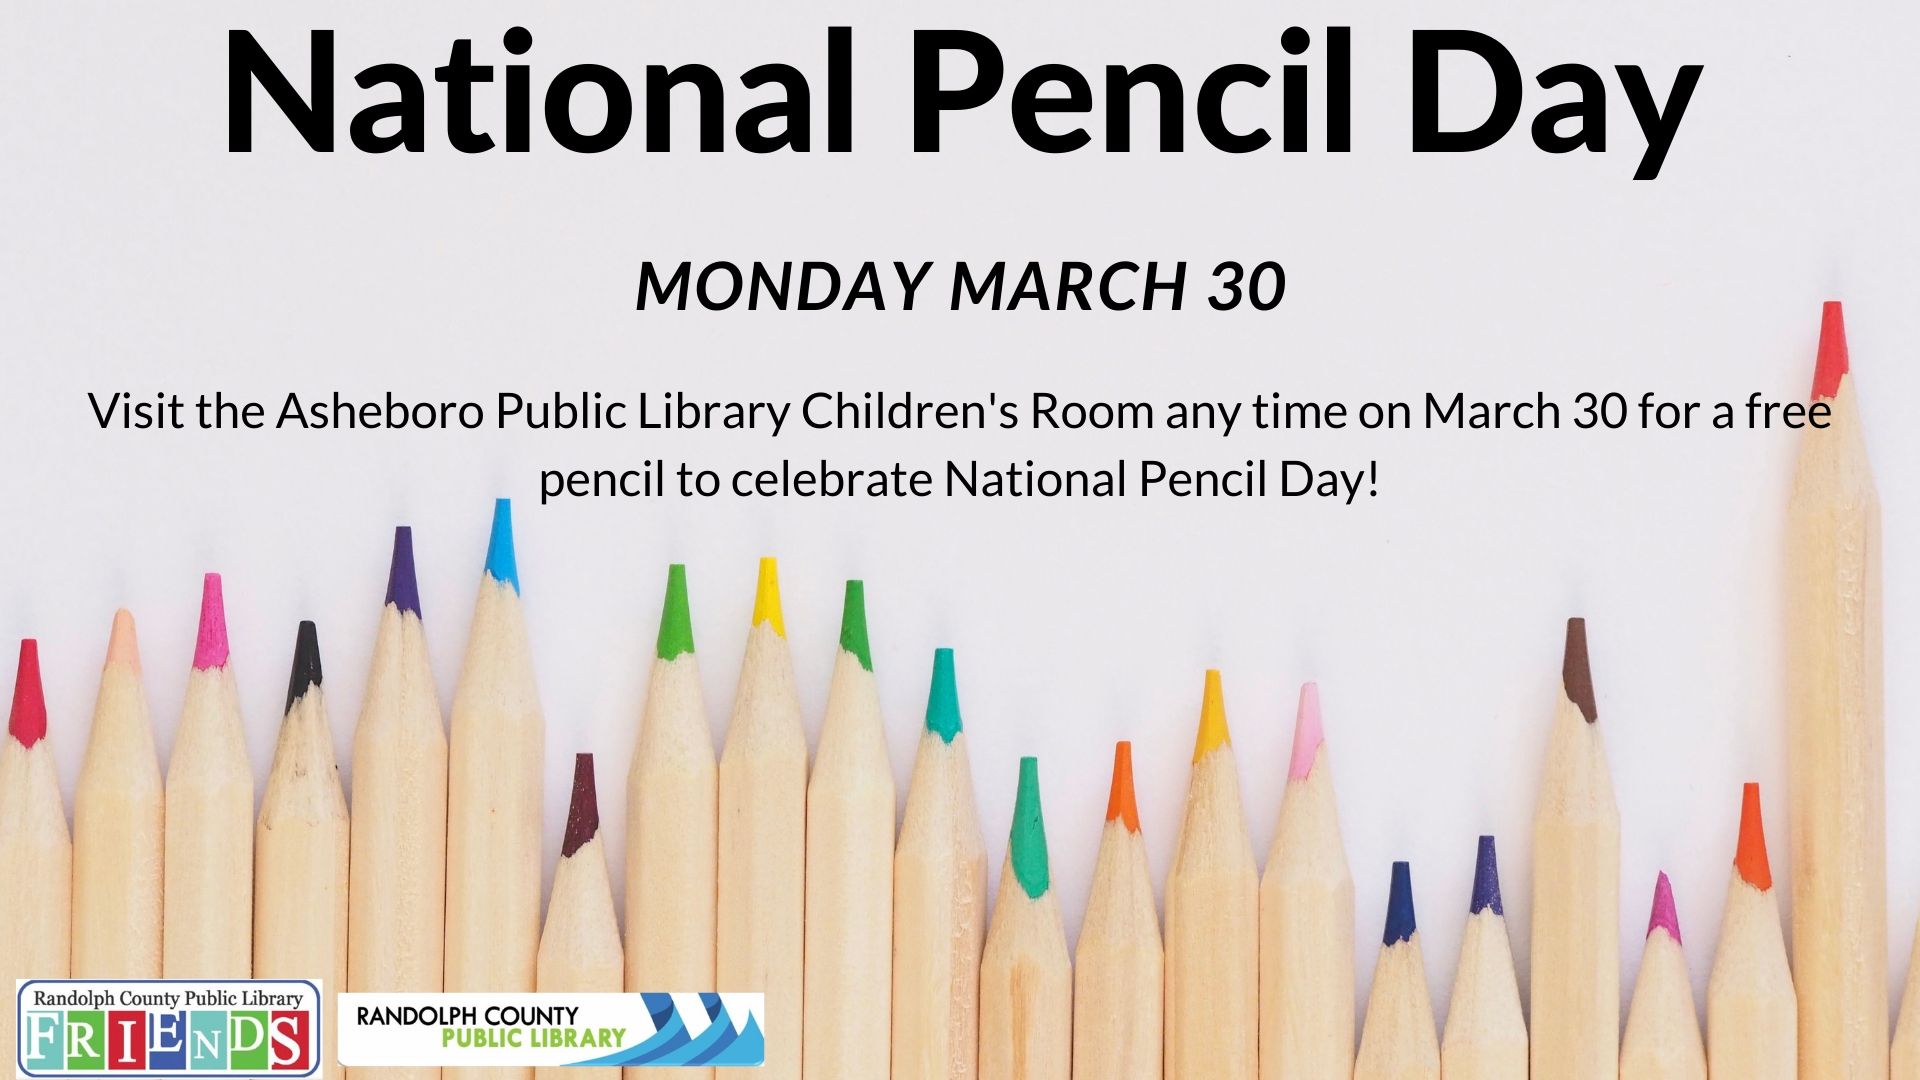 National Pencil Day
MONDAY MARCH 30
Visit the Asheboro Public Library Children's Room any time on March 30 for a free
pencil to celebrate National Pencil Day!
Randolph County Public Library
FRIENDS
RANDOLPH COUNTY
PUBLIC LIBRARY